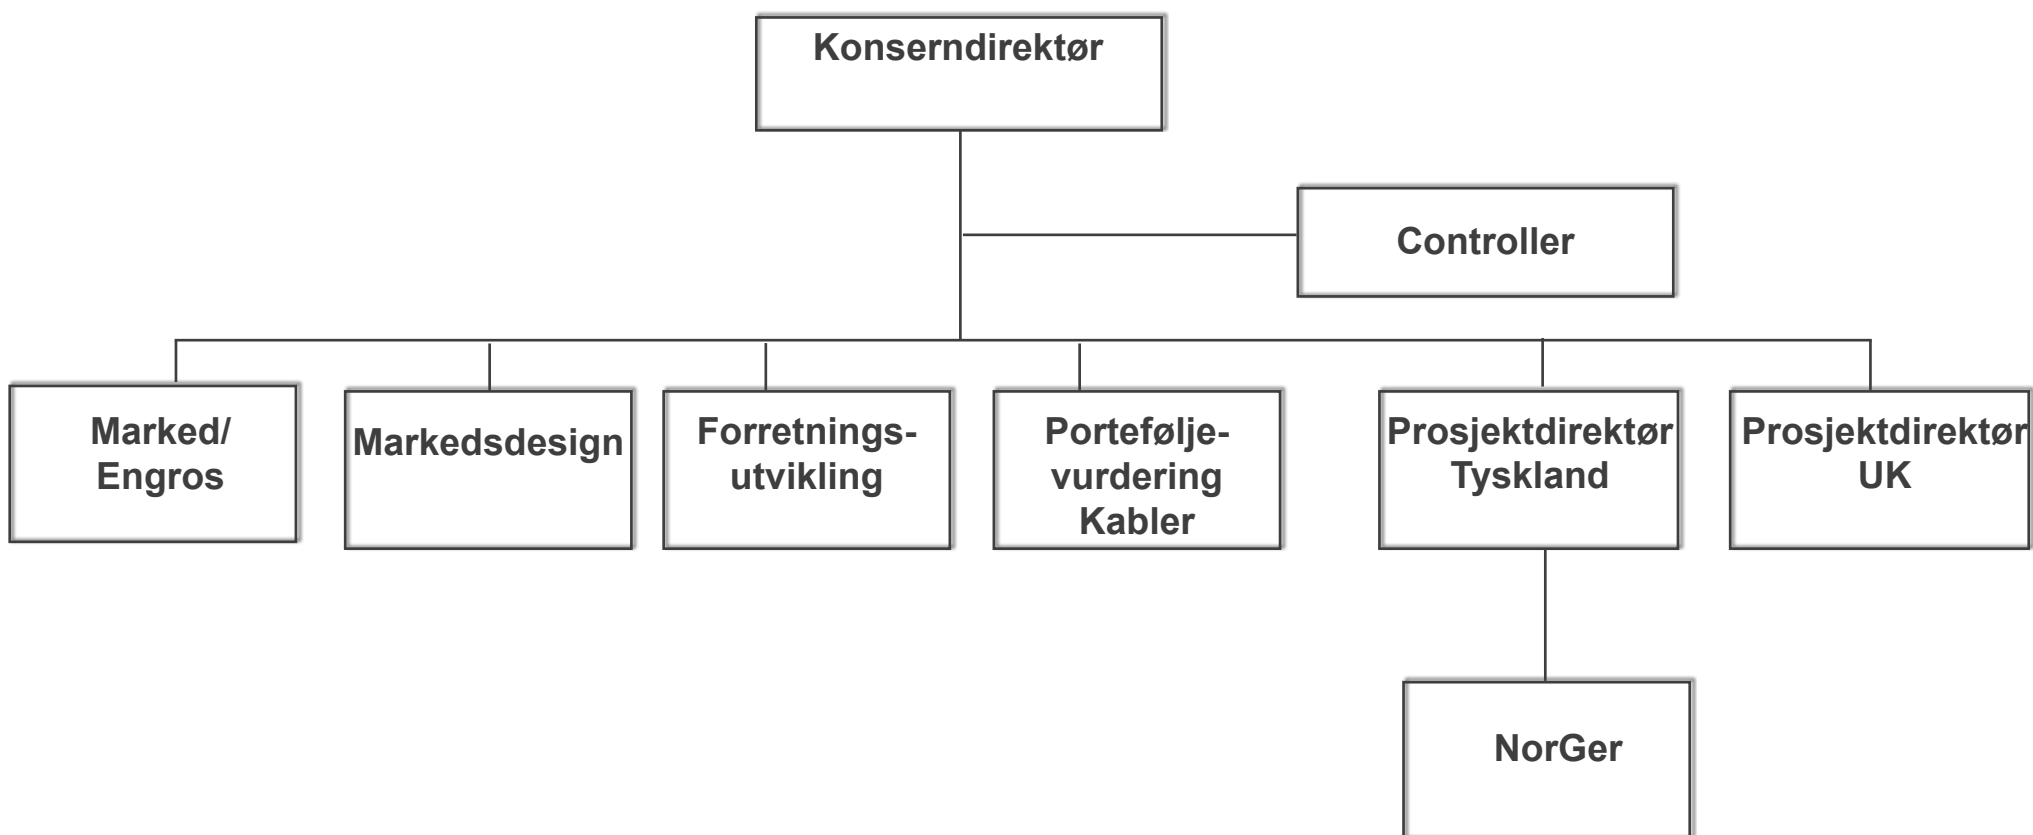 Konserndirektør
Controller
Marked/
Engros
Markedsdesign
Forretnings-
utvikling
Portefølje-
vurdering
Kabler
Prosjektdirektør
Tyskland
Prosjektdirektør
UK
NorGer